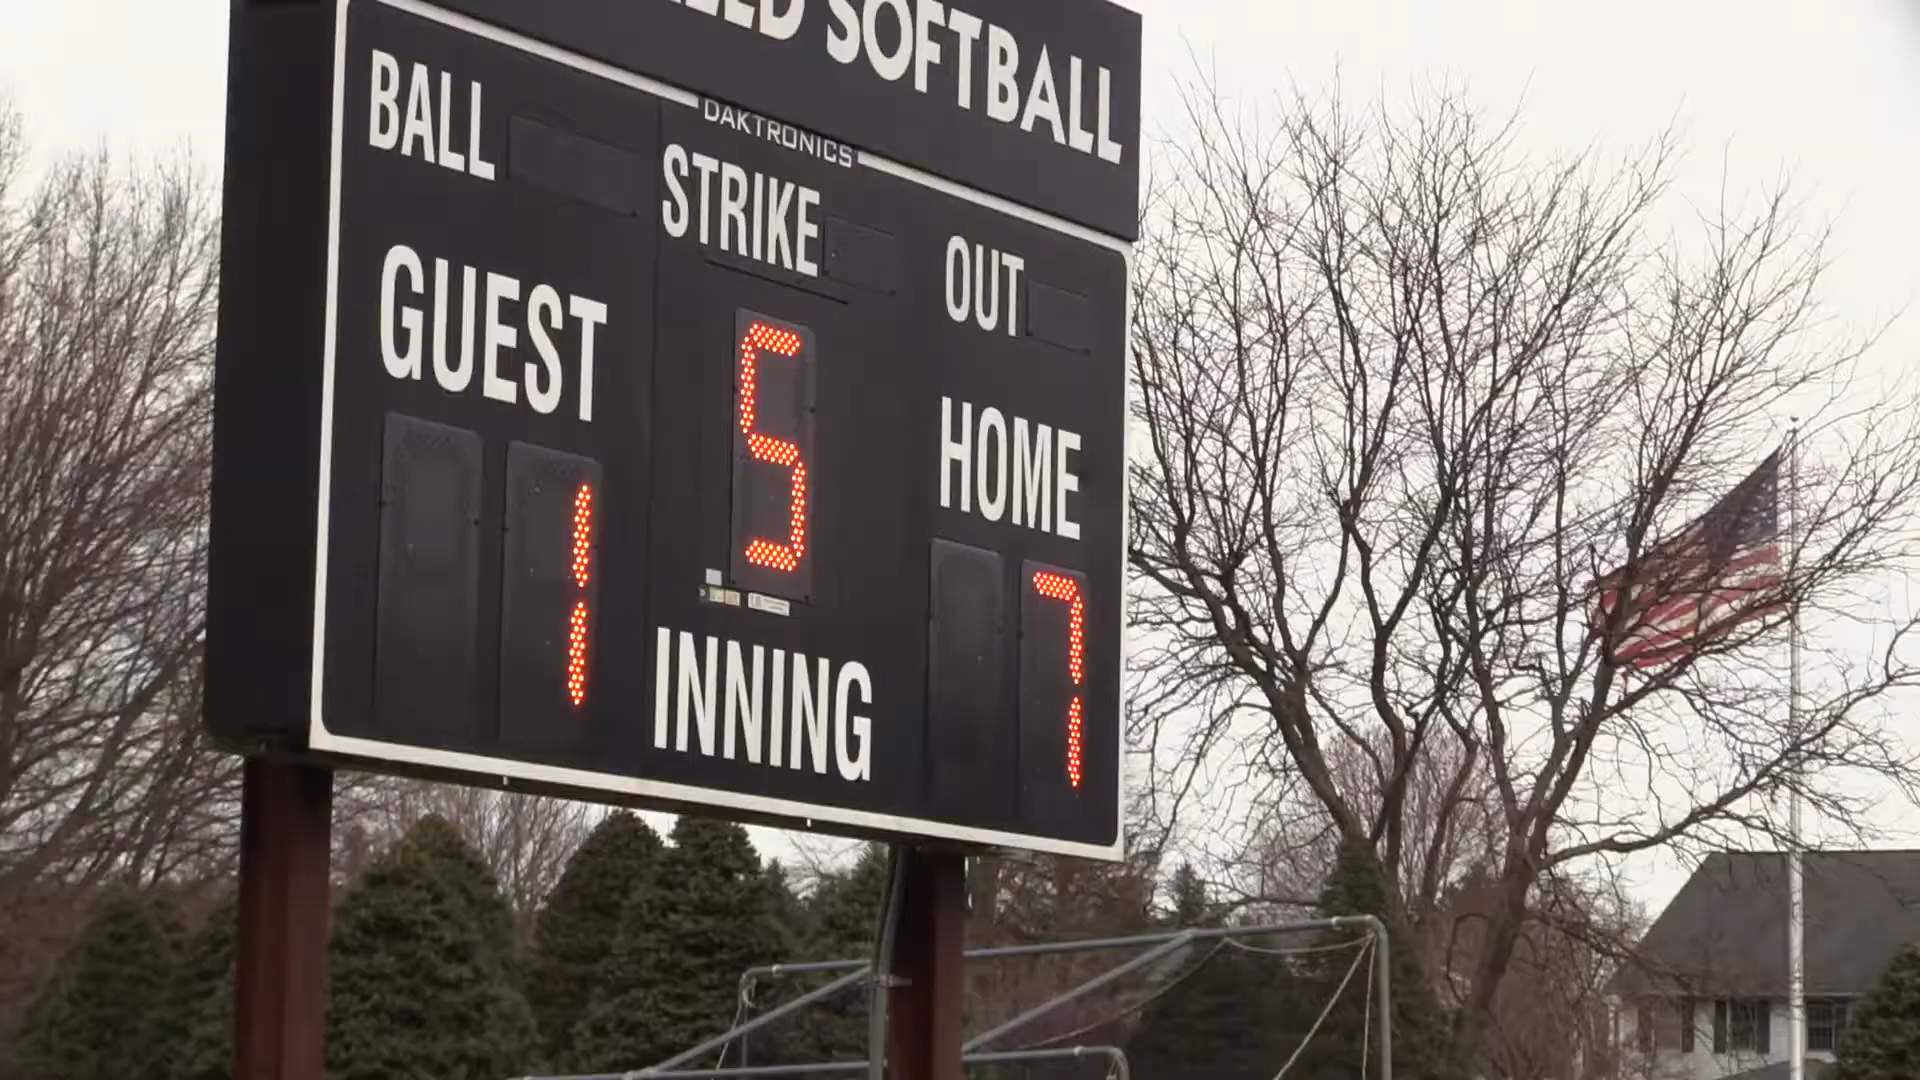 SOFTBALL
DAKTRONICS
BALL
STRIKE
OUT
GUEST
5
HOME
1
7
INNING